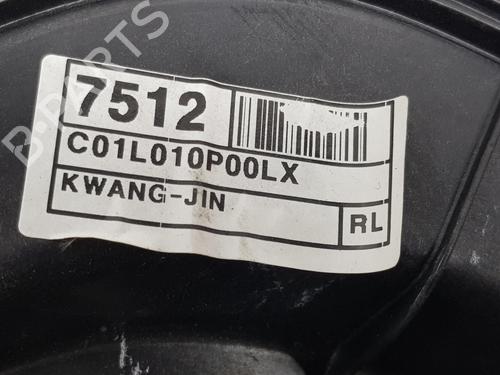 B-PARTS
7512
C01L010P00LX
KWANG-JIN
RL